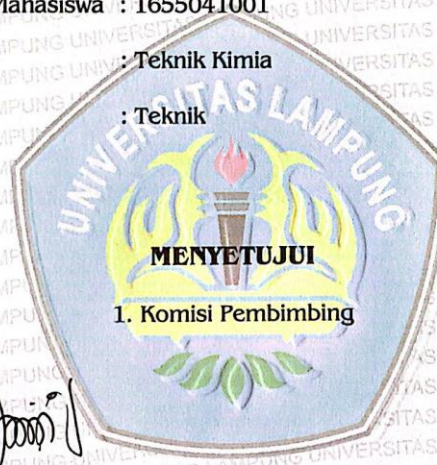 Mahasiswa : 1655041001
: Teknik Kimia
: Teknik
UNIVERSITAS LAMPUNG
MENYETUJUI
1. Komisi Pembimbing